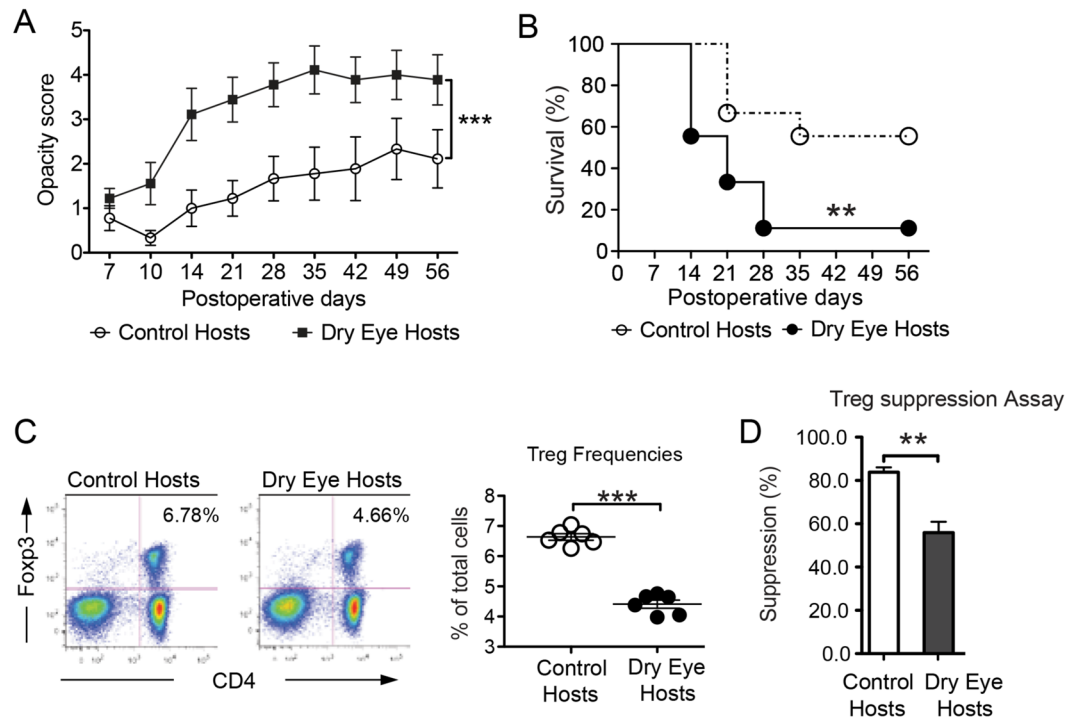 A
Opacity score
5
4
3
2
1
0
***
7 10 14 21 28 35 42 49 56
Postoperative days
Control Hosts Dry Eye Hosts
B
Survival (%)
100
80
60
40
20
0
**
0 7 14 21 28 35 42 49 56
Postoperative days
Control Hosts Dry Eye Hosts
C
Control Hosts Dry Eye Hosts
6.78% 4.66%
Foxp3
CD4
Treg Frequencies
% of total cells
8
7
6
5
4
3
***
Control
Hosts
Dry Eye
Hosts
D
Treg suppression Assay
Suppression (%)
100.0
80.0
60.0
40.0
20.0
0.0
**
Control
Hosts
Dry Eye
Hosts